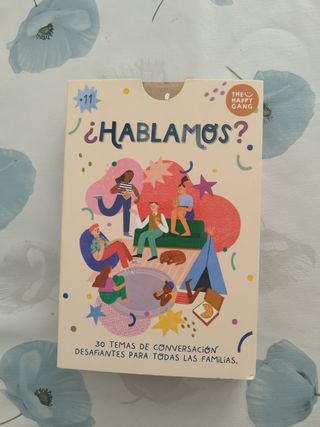 +11
THE
HAPPY
GANG
¿HABLAMOS?
30 TEMAS DE CONVERSACIÓN
DESAFIANTES PARA TODAS LAS FAMILIAS.